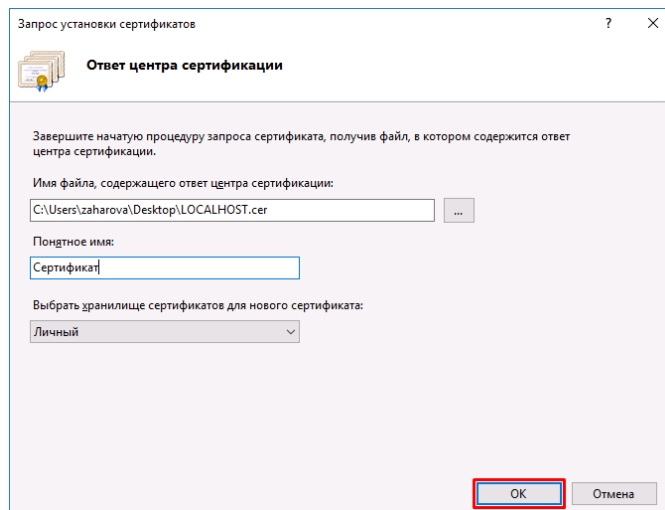 Запрос установки сертификатов
?
Ответ центра сертификации
Завершите начатую процедуру запроса сертификата, получив файл, в котором содержится ответ
центра сертификации.
Имя файла, содержащего ответ центра сертификации:
C:\Users\zaharova\Desktop\LOCALHOST.cer
...
Понятное имя:
Сертификат
Выбрать хранилище сертификатов для нового сертификата:
Личный
OK
Отмена